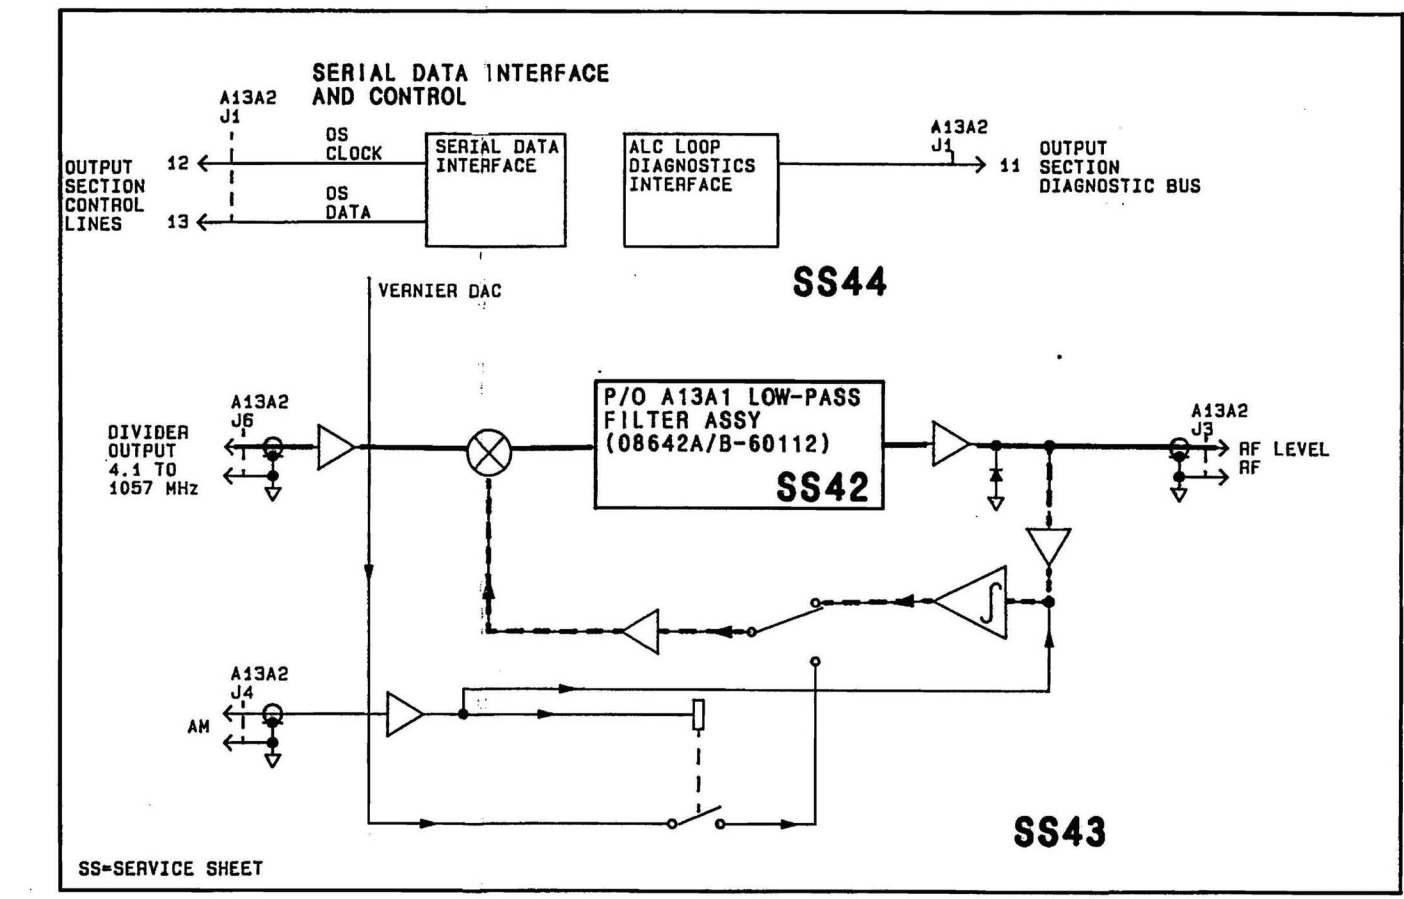 SERIAL DATA INTERFACE
AND CONTROL
A13A2
J1
OS
CLOCK
OS
DATA
12
13
OUTPUT
SECTION
CONTROL
LINES
SERIAL DATA
INTERFACE
ALC LOOP
DIAGNOSTICS
INTERFACE
A13A2
J1
11
OUTPUT
SECTION
DIAGNOSTIC BUS
SS44
VERNIER DAC
A13A2
J6
DIVIDER
OUTPUT
4.1 TO
1057 MHz
P/O A13A1 LOW-PASS
FILTER ASSY
(08642A/B-60112)
SS42
A13A2
J3
RF LEVEL
RF
∫
A13A2
J4
AM
SS43
SS=SERVICE SHEET